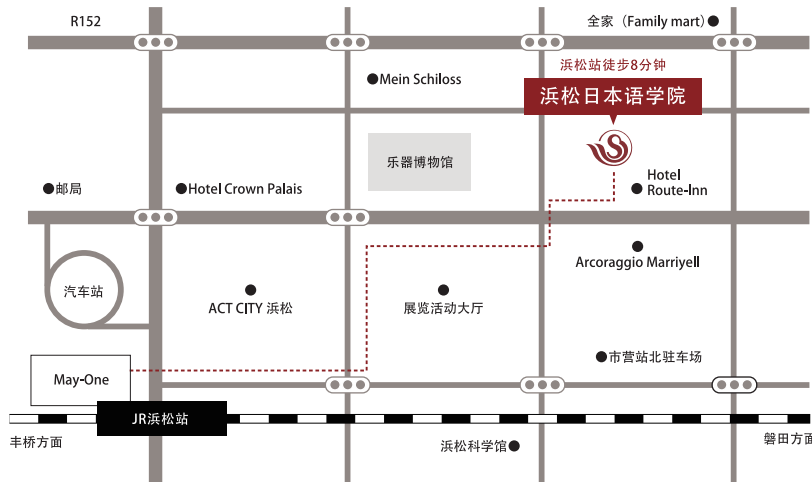 R152
全家（Family mart）
浜松站徒步8分钟
Mein Schiloss
浜松日本语学院
乐器博物馆
Hotel
Route-Inn
邮局
Hotel Crown Palais
Arcoraggio Marriyell
汽车站
ACT CITY 浜松
展览活动大厅
市营站北驻车场
May-One
JR浜松站
丰桥方面
浜松科学馆
磐田方面